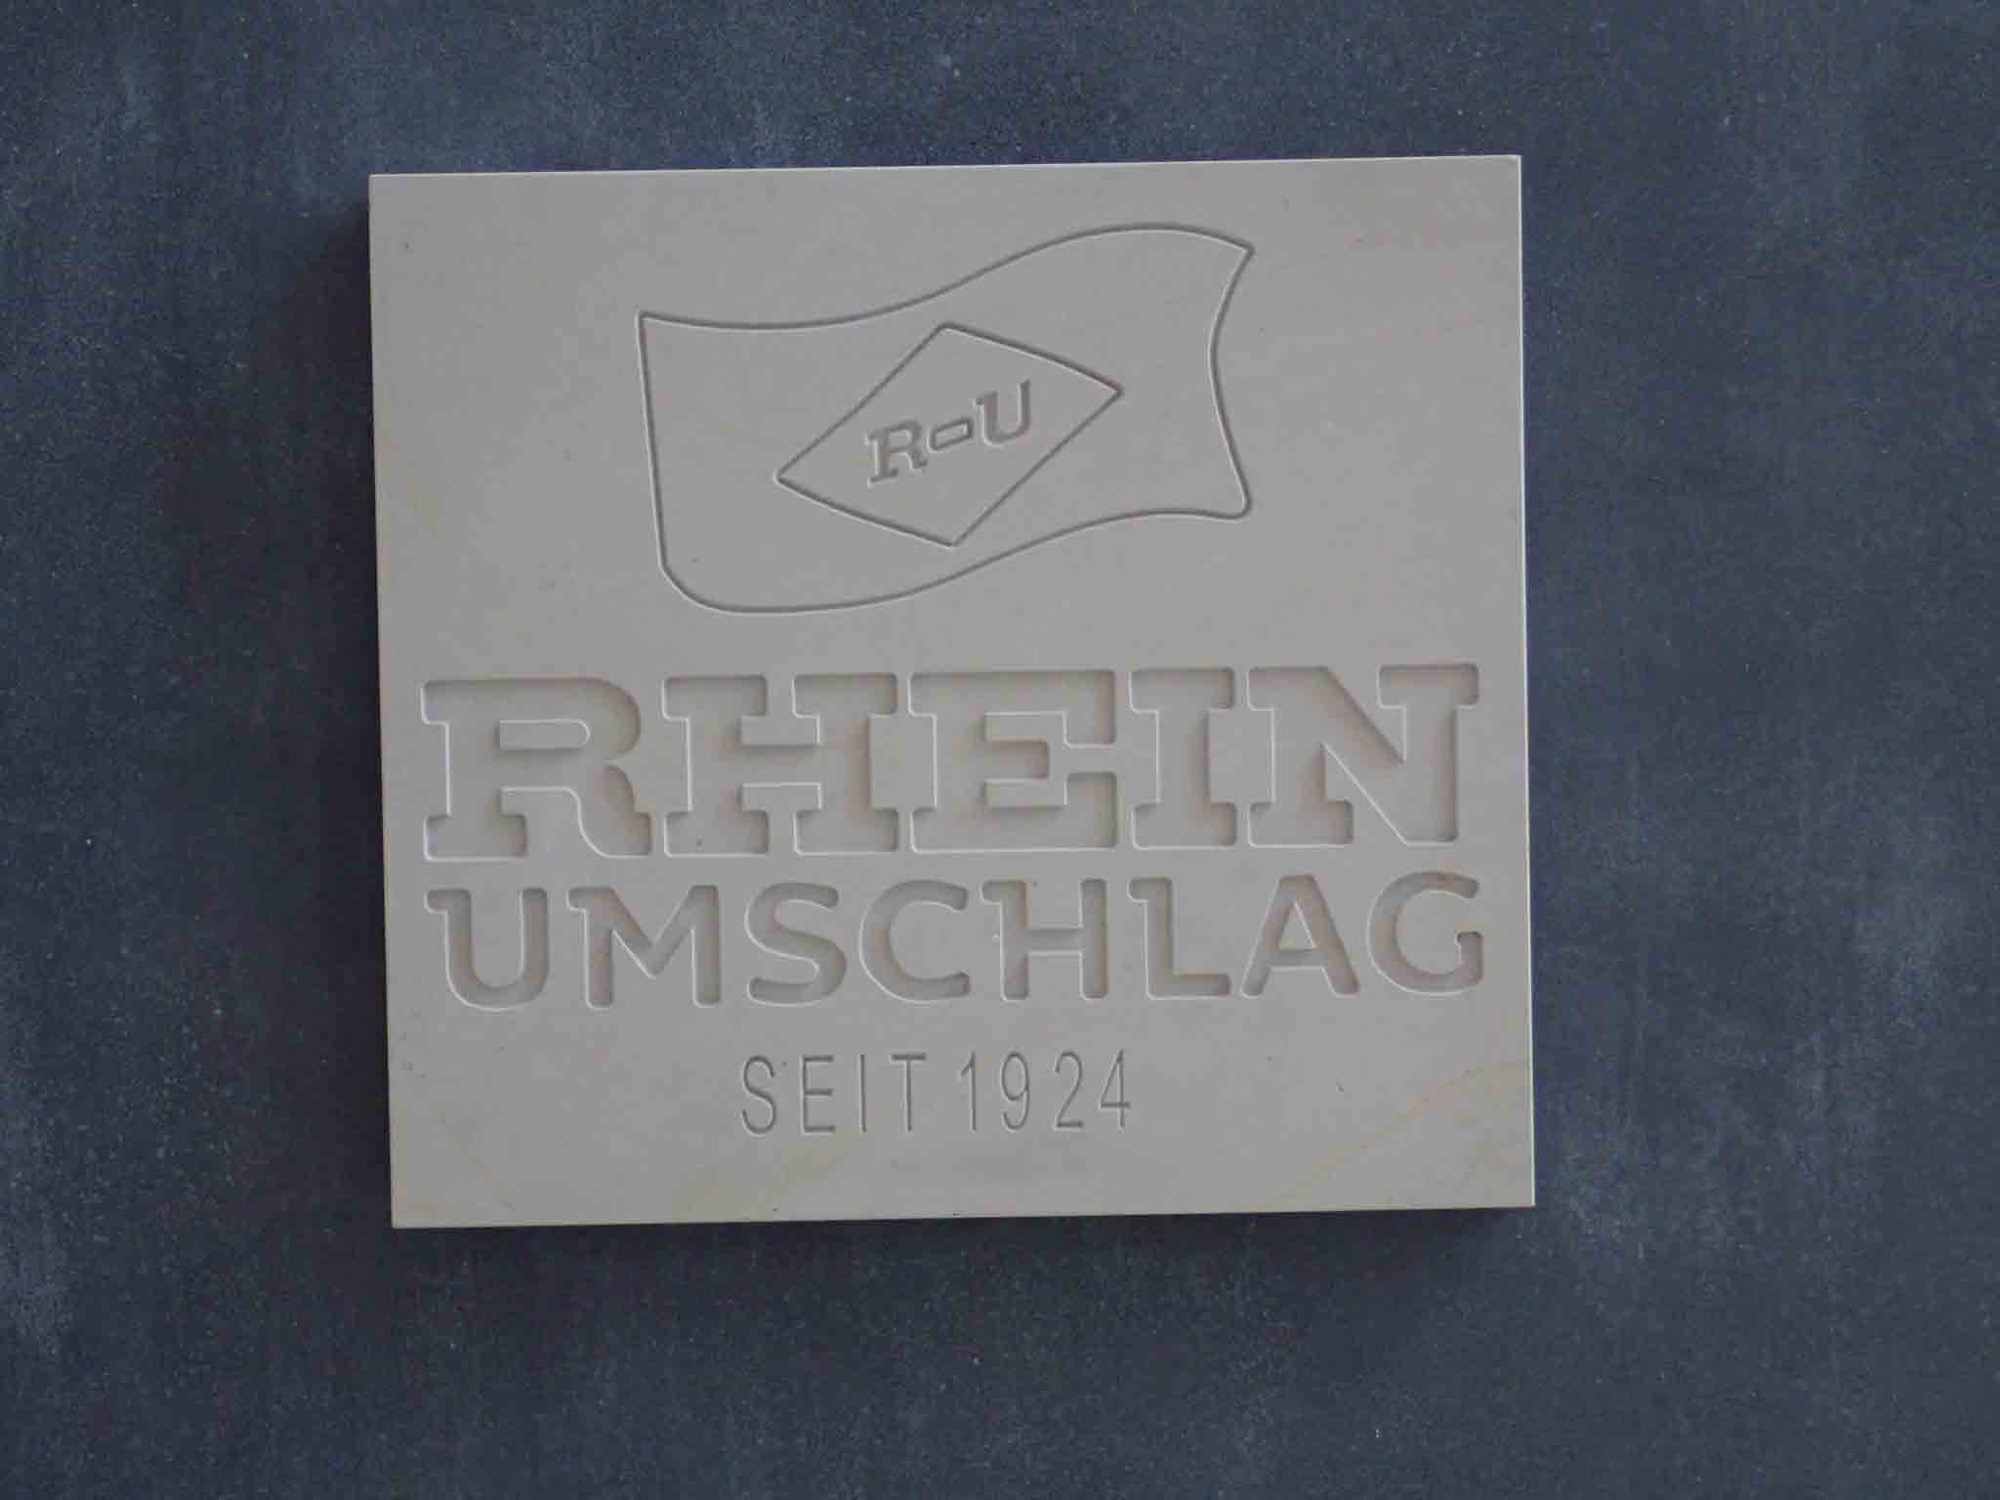 R-U
RHEIN
UMSCHLAG
SEIT 1924